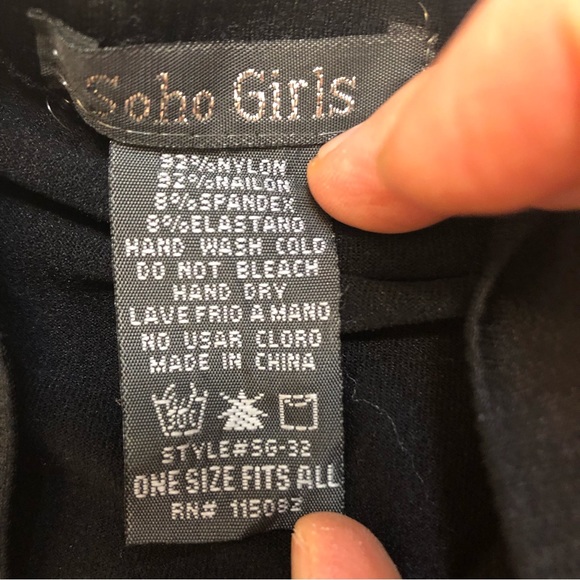 Soho Girls
92%NYLON
92%NAILON
8%SPANDEX
8%ELASTANO
HAND WASH COLD
DO NOT BLEACH
HAND DRY
LAVE FRIO A MANO
NO USAR CLORO
MADE IN CHINA
STYLE#SG-32
ONE SIZE FITS ALL
RN# 115082